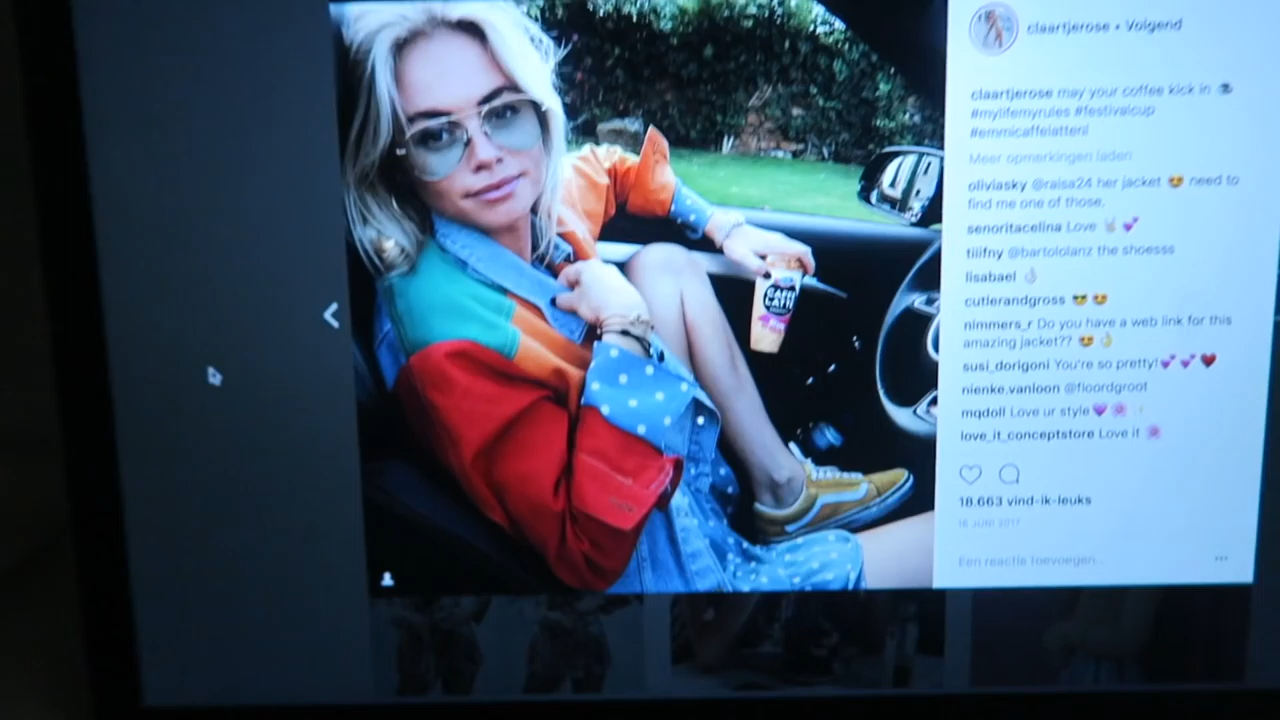 claartjerose • Volgend
claartjerose may your coffee kick in
#mylifemyrules #festivalcup
#emmicaffelattenl
Meer opmerkingen laden
oliviasky @raisa24 her jacket 😍 need to
find me one of those.
senoritacelina Love 🤘 💕
tiiifny @bartololanz the shoesss
lisabael 👌
cutlerandgross 😎 😍
nimmers_r Do you have a web link for this
amazing jacket?? 😍 👌
susi_dorigoni You're so pretty!💕 💕 ❤
nienke.vanloon @floordgroot
mqdoll Love ur style💜 🌸 ✨
love_it_conceptstore Love it 🌸
18.663 vind-ik-leuks
18 JUNI 2017
Een reactie toevoegen...
CAFFÈ
LATTE